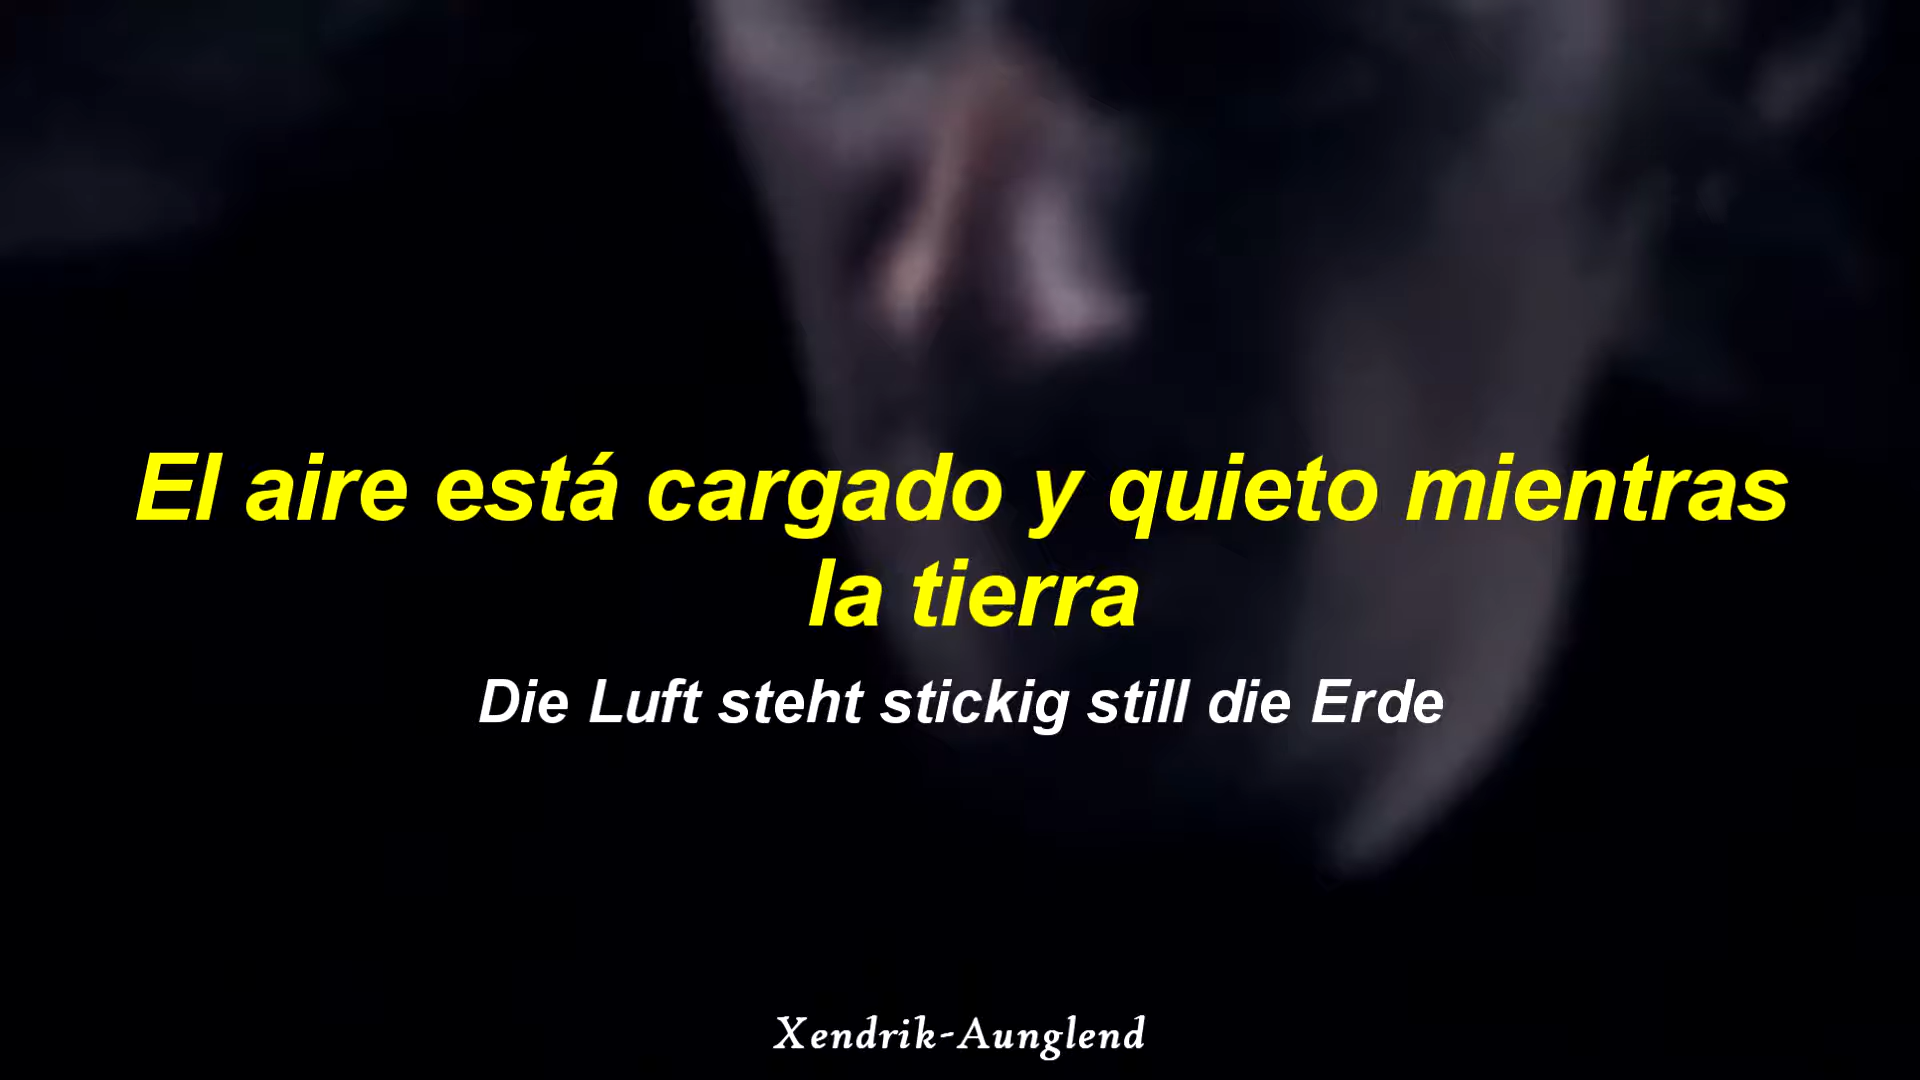 El aire está cargado y quieto mientras
la tierra
Die Luft steht stickig still die Erde
Xendrik-Aunglend